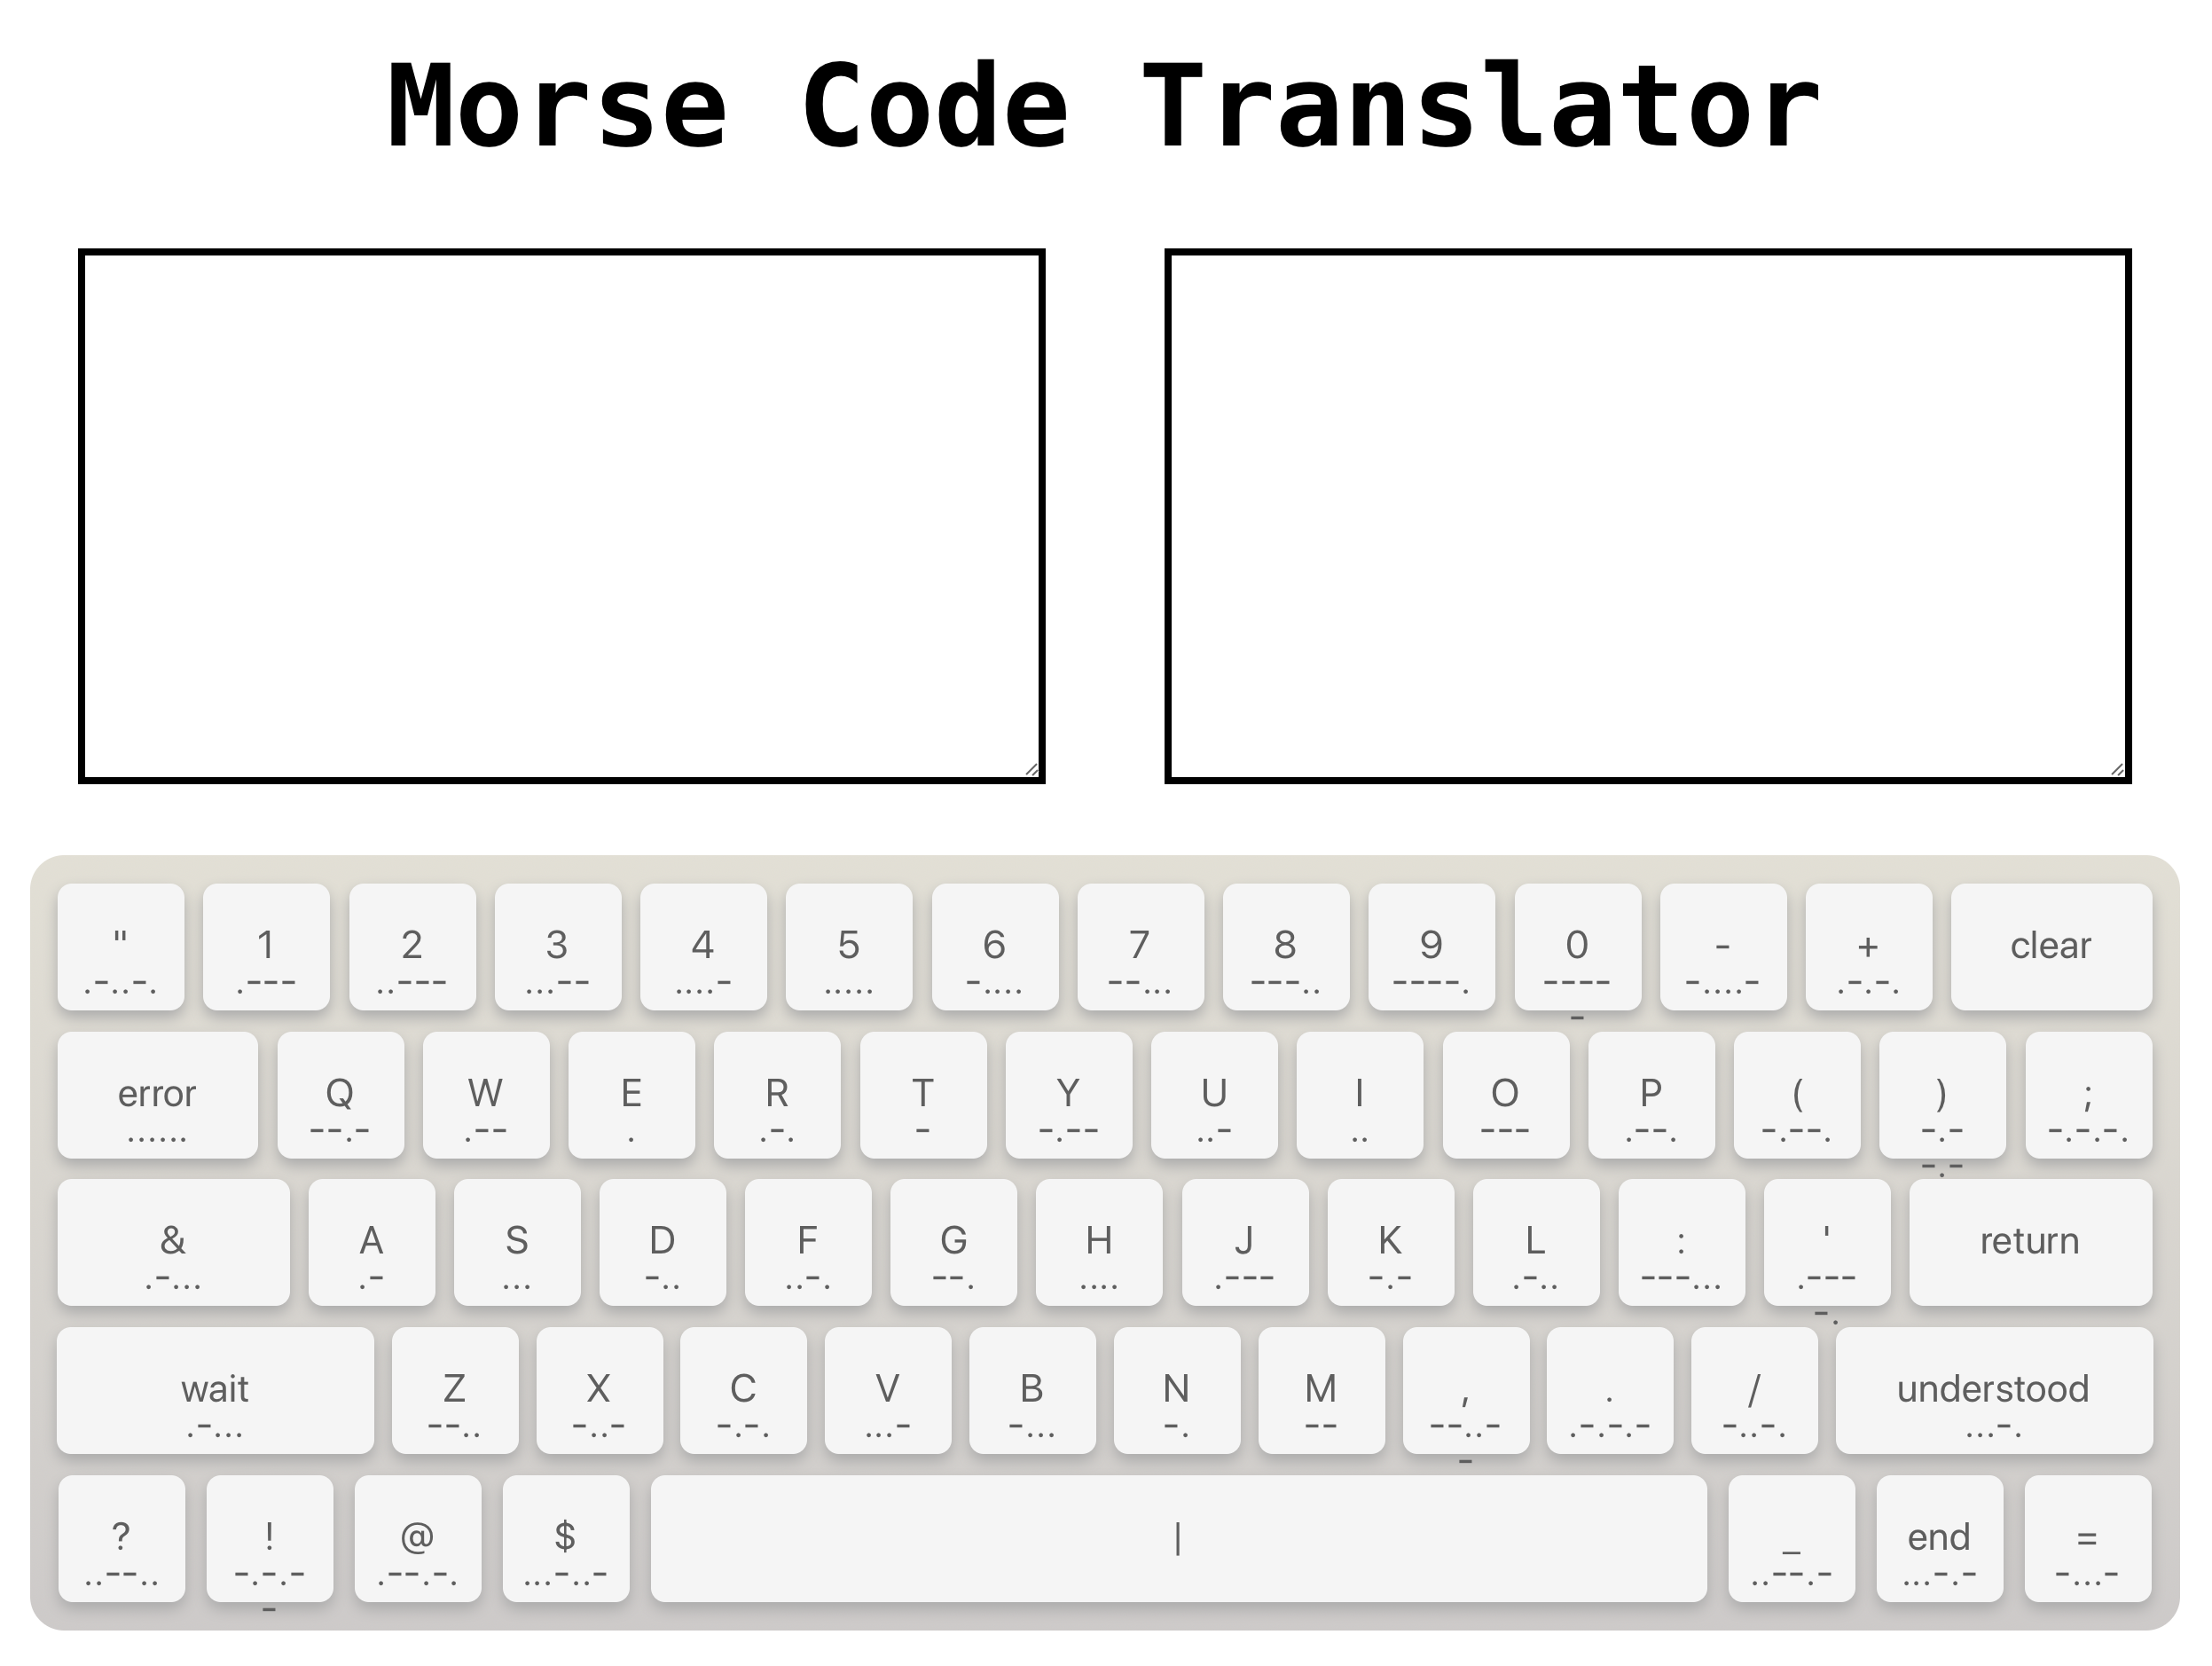 Morse Code Translator
" 1 2 3 4 5 6 7 8 9 0 - + clear
.-..-. .--- ..--- ...-- ....- ..... -.... --... ---.. ----. ---- -....- .-.-.
-
error Q W E R T Y U I O P ( ) ;
...... --.- .-- . .-. - -.-- ..- .. --- .--. -.--. -.- -.-.-.
-.-
& A S D F G H J K L : ' return
.-... .- ... -.. ..-. --. .... .--- -.- .-.. ---... .---
-.
wait Z X C V B N M , . / understood
.-... --.. -..- -.-. ...- -... -. -- --..- .-.-.- -..-. ...-.
-
? ! @ $ | _ end =
..--.. -.-.- .--.-. ...-..- ..--.- ...-.- -...-
-